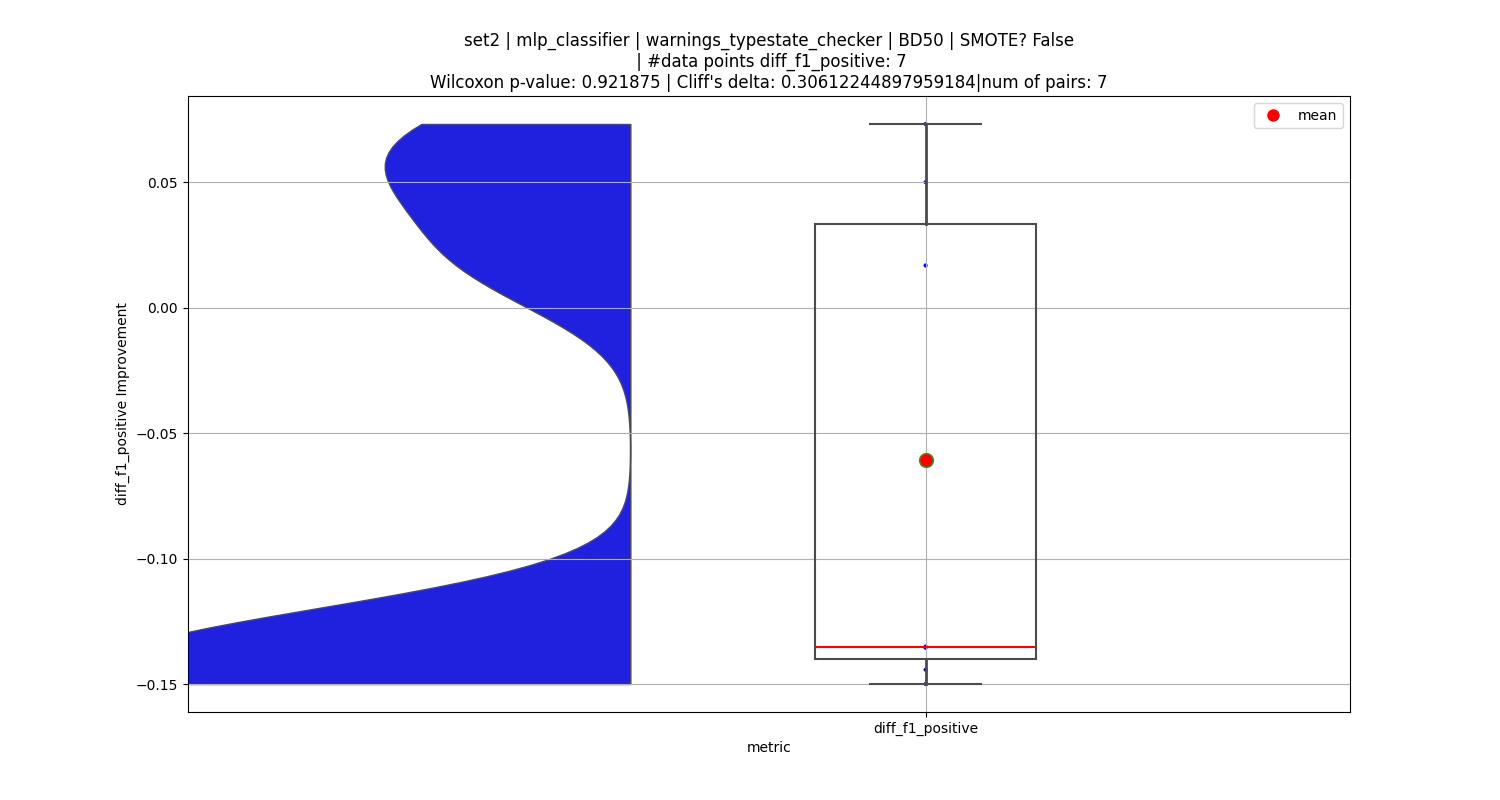 set2 | mlp_classifier | warnings_typestate_checker | BD50 | SMOTE? False
| #data points diff_f1_positive: 7
Wilcoxon p-value: 0.921875 | Cliff's delta: 0.30612244897959184|num of pairs: 7
mean
0.05
0.00
−0.05
−0.10
−0.15
diff_f1_positive Improvement
diff_f1_positive
metric